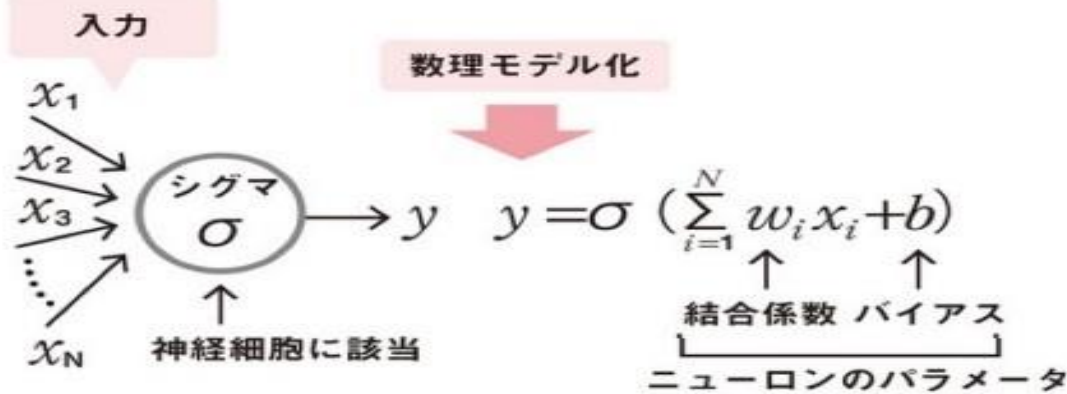 入力
数理モデル化
x₁
x₂
x₃
x_N
シグマ
σ
y
y=σ (∑_{i=1}^{N} w_i x_i+b)
結合係数 バイアス
神経細胞に該当
ニューロンのパラメータ